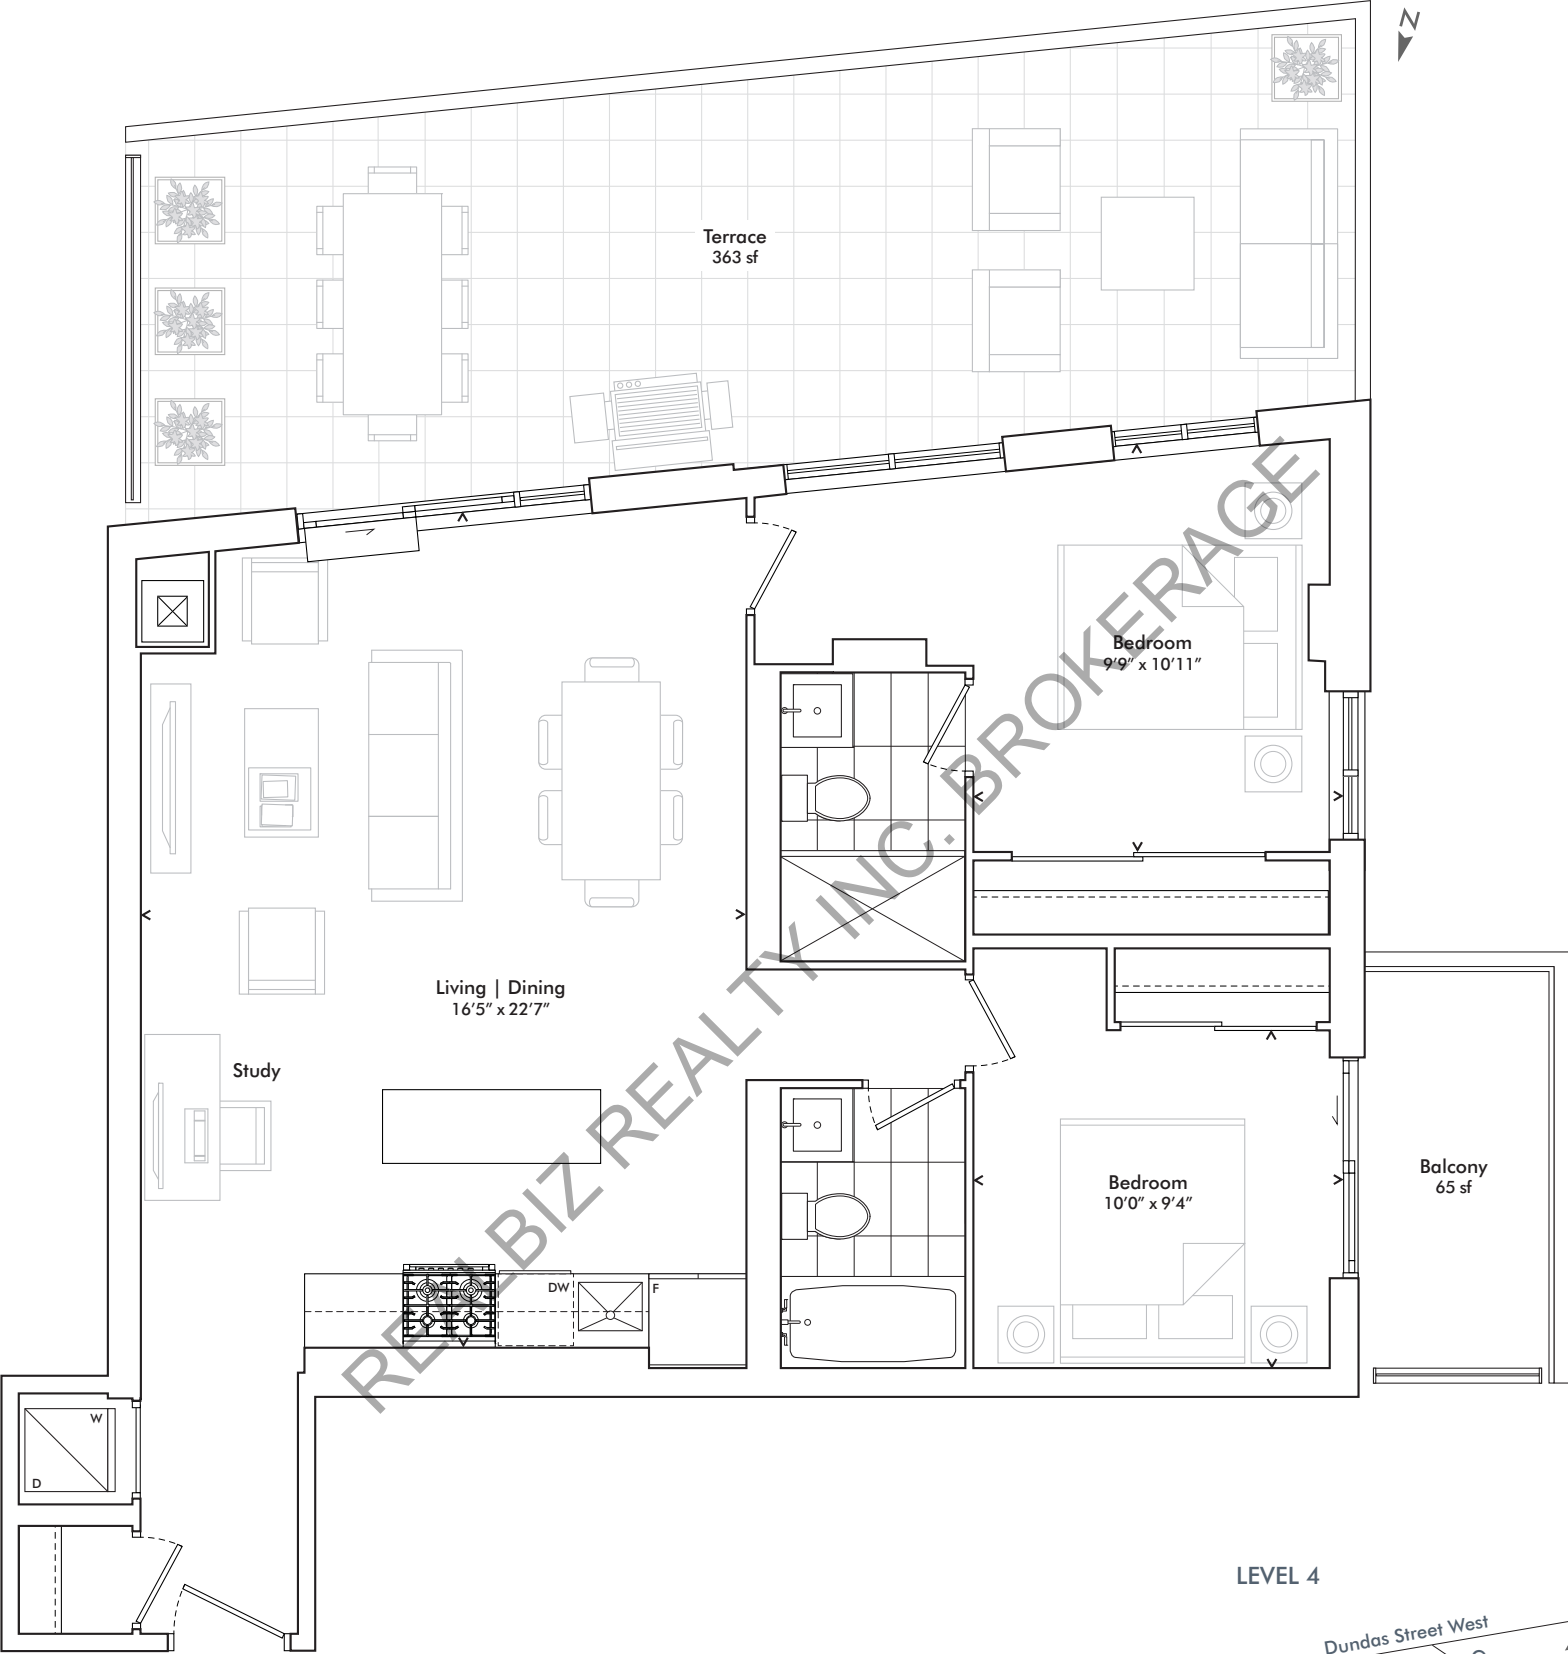 N
Terrace
363 sf
Bedroom
9'9" x 10'11"
Living | Dining
16'5" x 22'7"
Study
Bedroom
10'0" x 9'4"
Balcony
65 sf
DW
F
W
D
REALBIZ REALTY INC. BROKERAGE
LEVEL 4
Dundas Street West